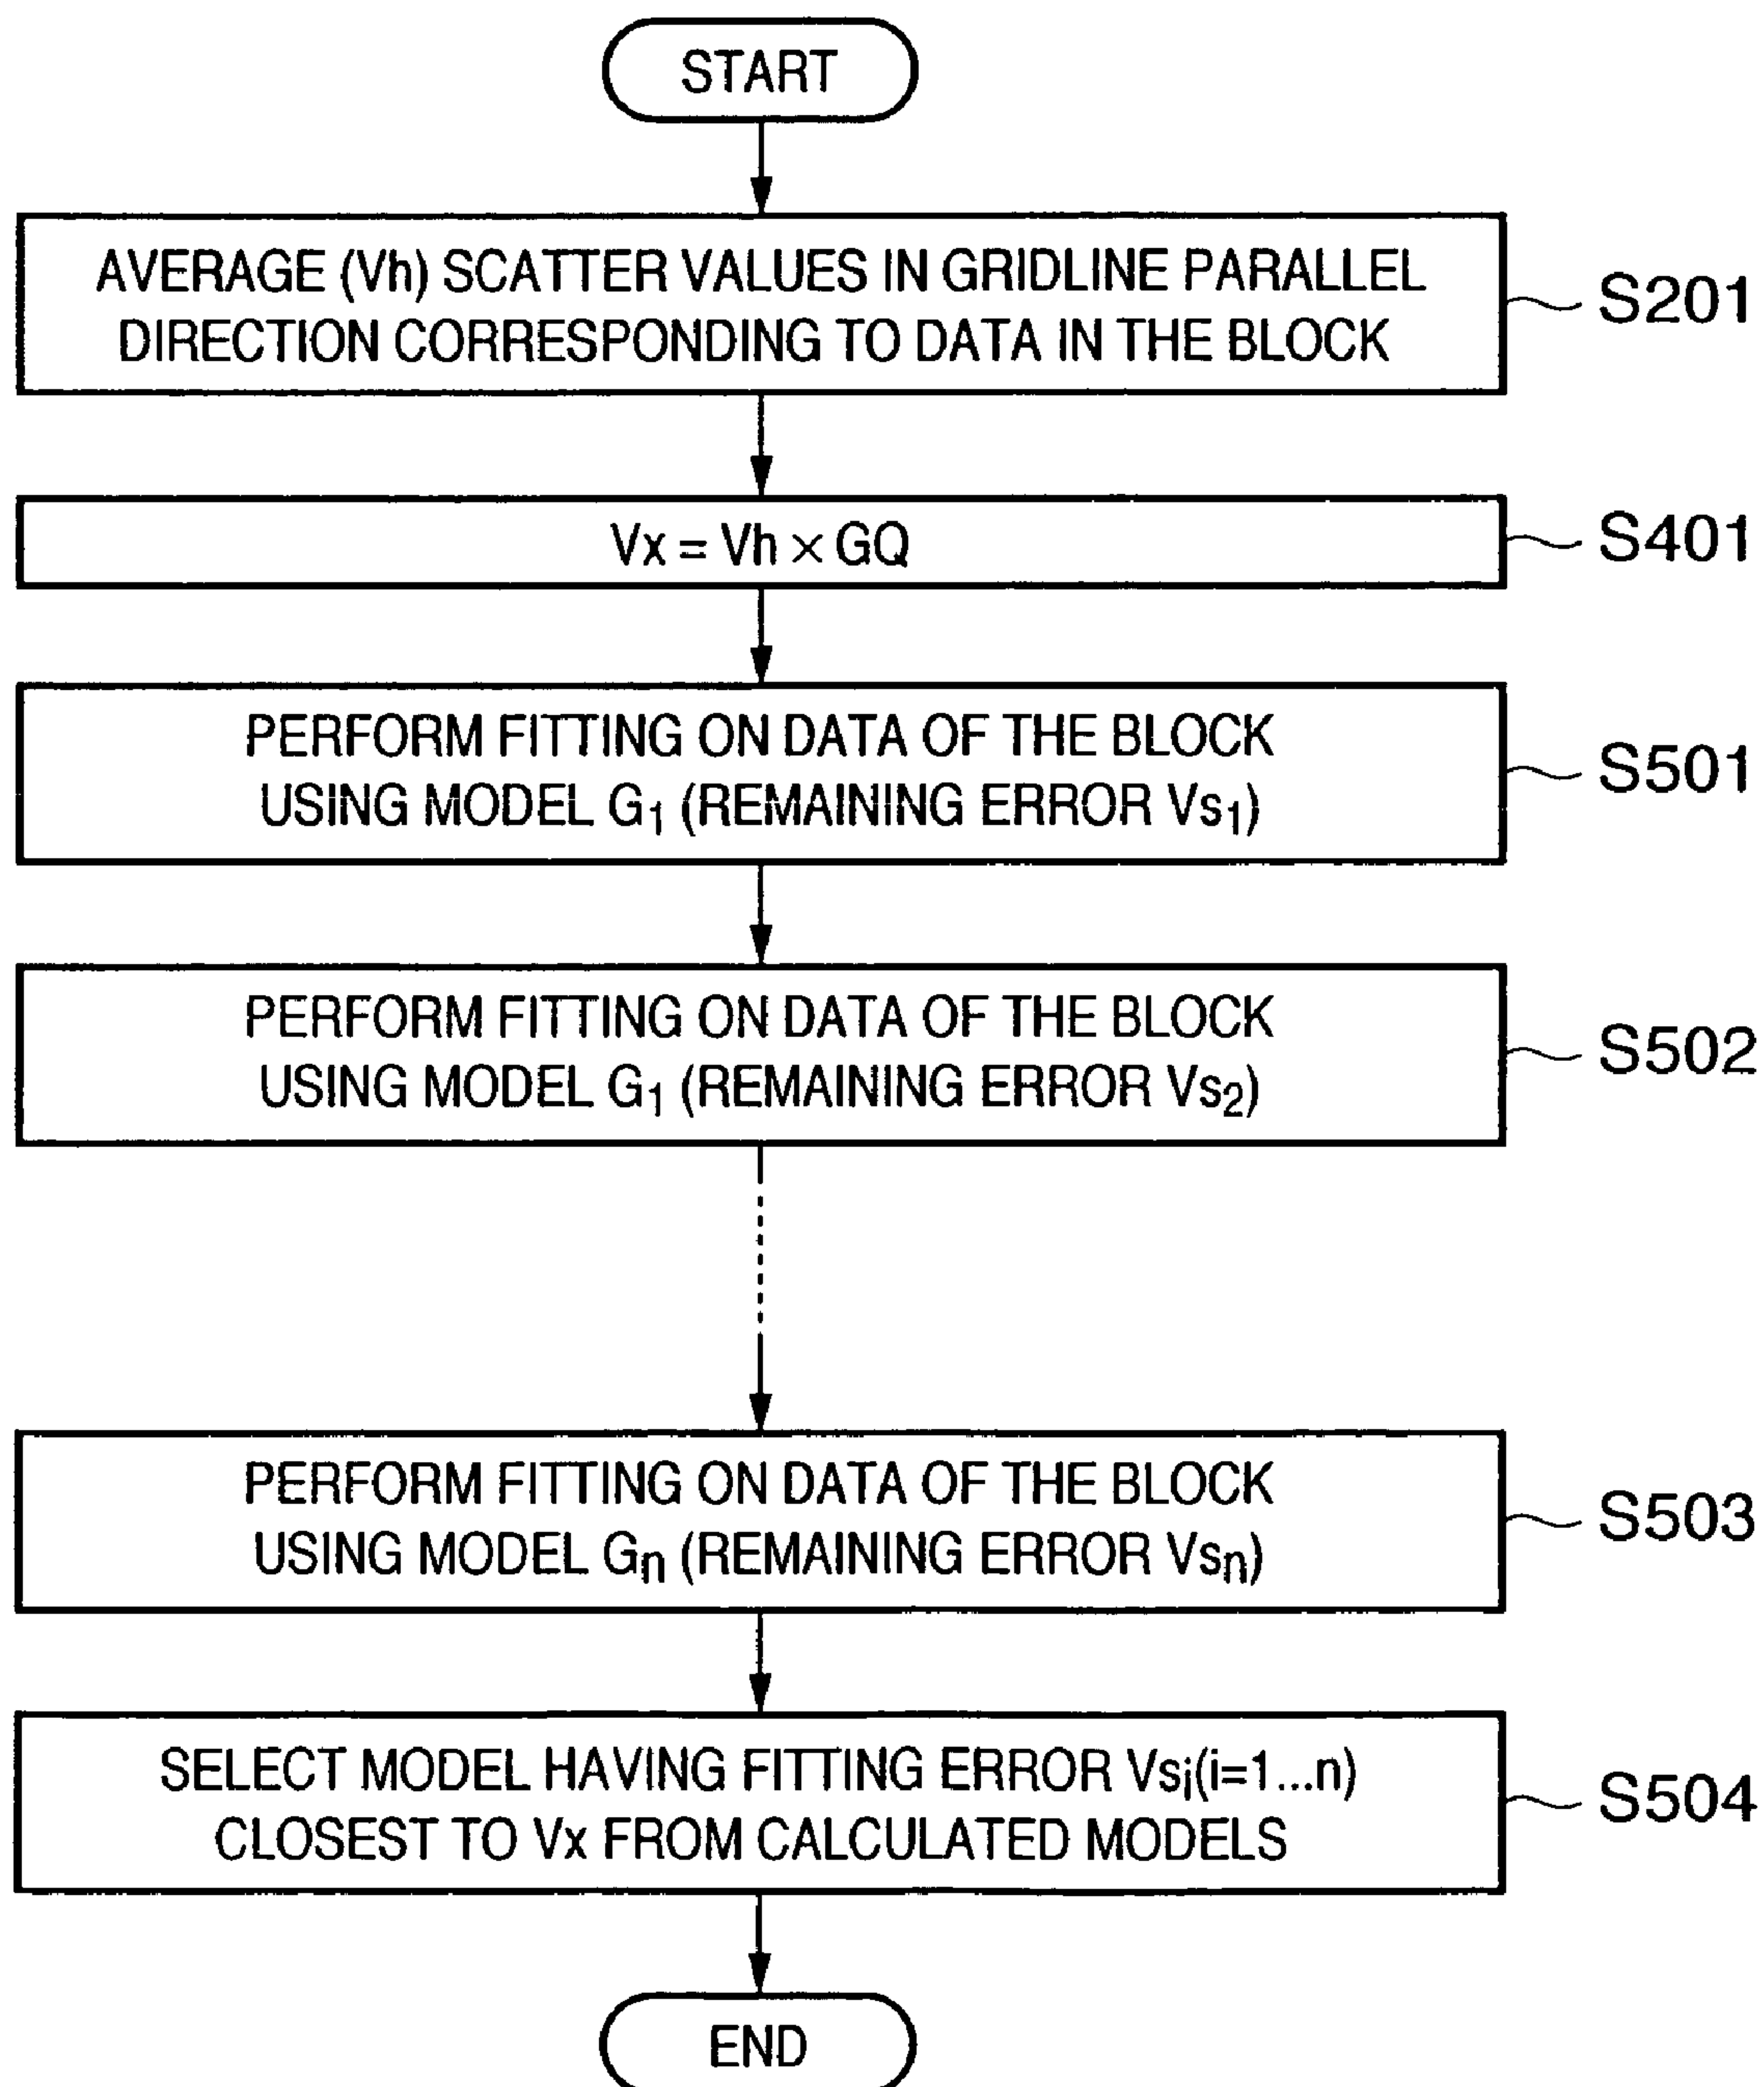 START
AVERAGE (Vh) SCATTER VALUES IN GRIDLINE PARALLEL
DIRECTION CORRESPONDING TO DATA IN THE BLOCK
S201
Vx = Vh × GQ
S401
PERFORM FITTING ON DATA OF THE BLOCK
USING MODEL G₁ (REMAINING ERROR Vs₁)
S501
PERFORM FITTING ON DATA OF THE BLOCK
USING MODEL G₁ (REMAINING ERROR Vs₂)
S502
PERFORM FITTING ON DATA OF THE BLOCK
USING MODEL Gₙ (REMAINING ERROR Vsₙ)
S503
SELECT MODEL HAVING FITTING ERROR Vsᵢ(i=1...n)
CLOSEST TO Vx FROM CALCULATED MODELS
S504
END